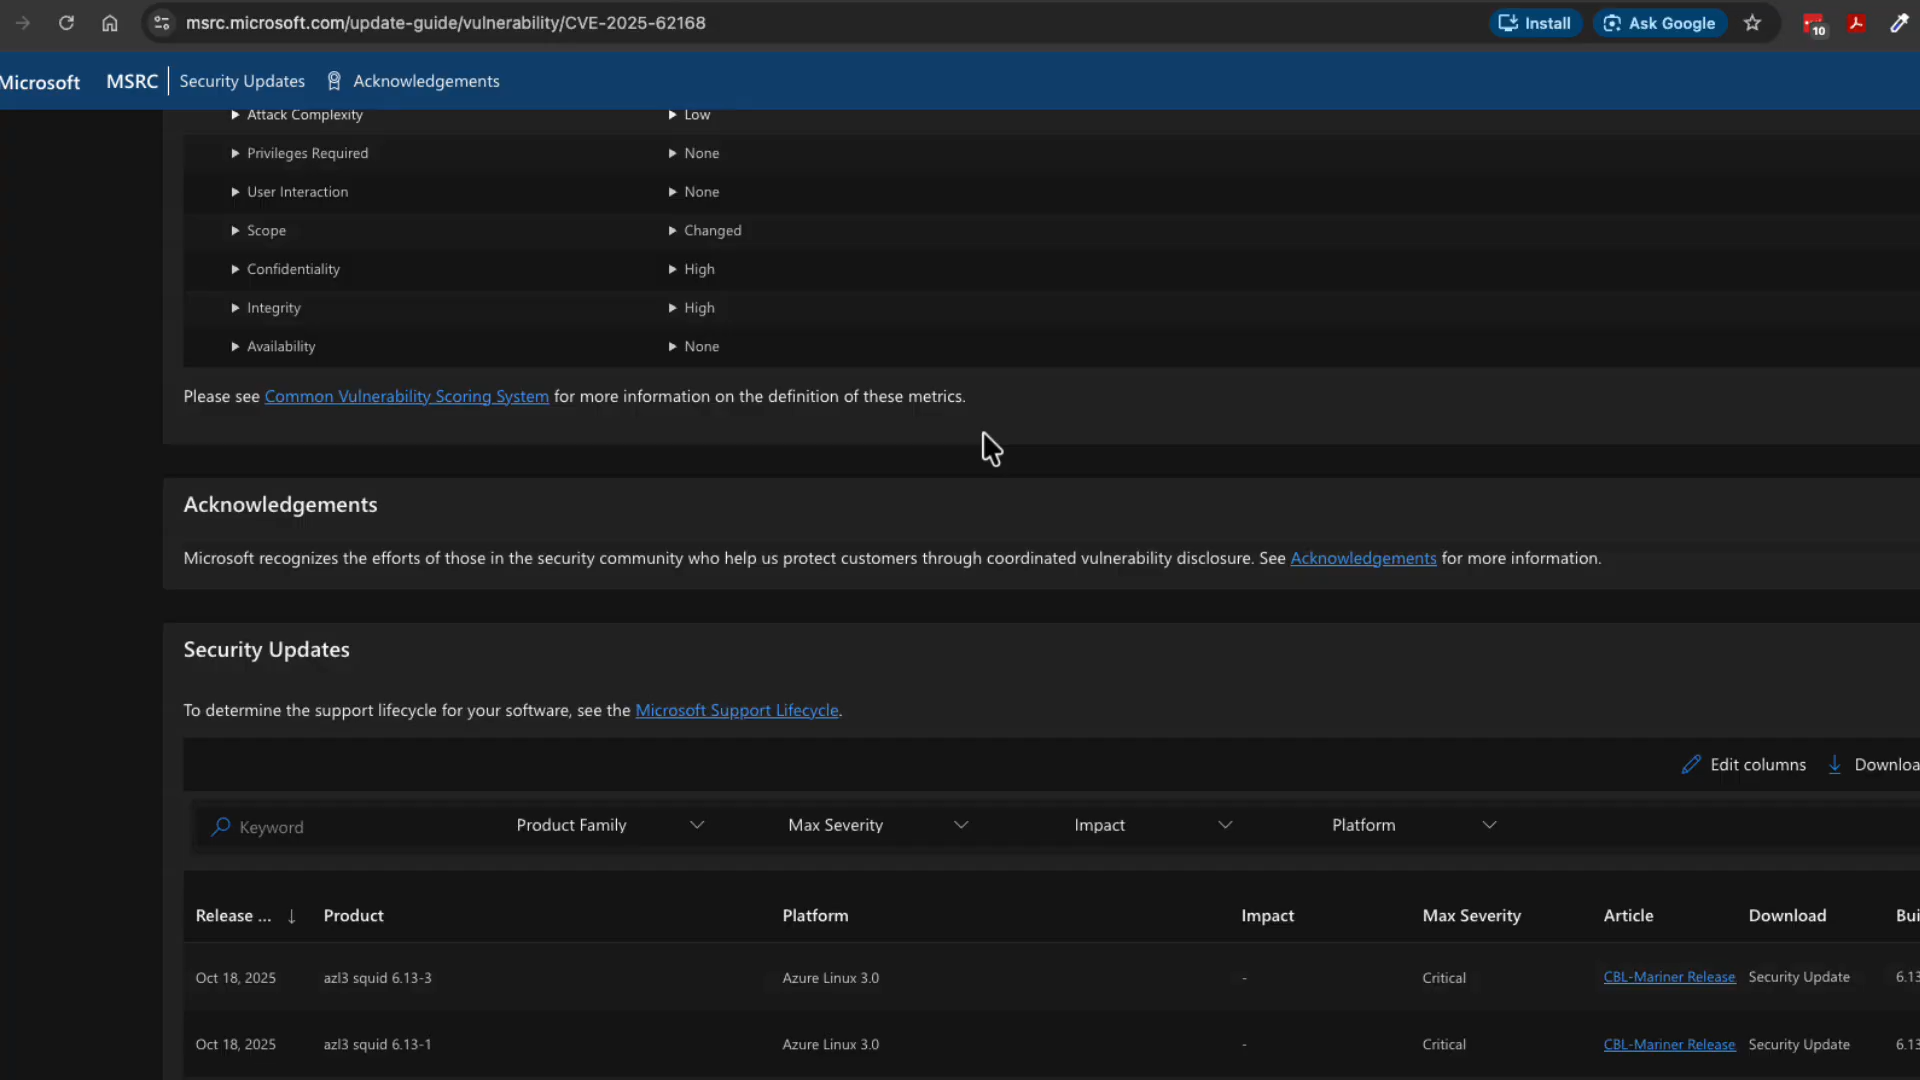 msrc.microsoft.com/update-guide/vulnerability/CVE-2025-62168 Install Ask Google 10
Microsoft MSRC Security Updates Acknowledgements
Attack Complexity Low
Privileges Required None
User Interaction None
Scope Changed
Confidentiality High
Integrity High
Availability None
Please see Common Vulnerability Scoring System for more information on the definition of these metrics.
Acknowledgements
Microsoft recognizes the efforts of those in the security community who help us protect customers through coordinated vulnerability disclosure. See Acknowledgements for more information.
Security Updates
To determine the support lifecycle for your software, see the Microsoft Support Lifecycle.
Edit columns Downloa
Keyword Product Family Max Severity Impact Platform
Release ... ↓ Product Platform Impact Max Severity Article Download Bui
Oct 18, 2025 azl3 squid 6.13-3 Azure Linux 3.0 - Critical CBL-Mariner Release Security Update 6.13
Oct 18, 2025 azl3 squid 6.13-1 Azure Linux 3.0 - Critical CBL-Mariner Release Security Update 6.13